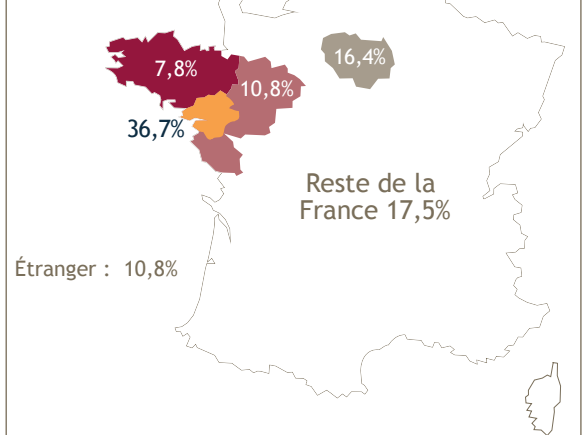 16,4%
7,8%
10,8%
36,7%
Reste de la
France 17,5%
Étranger : 10,8%